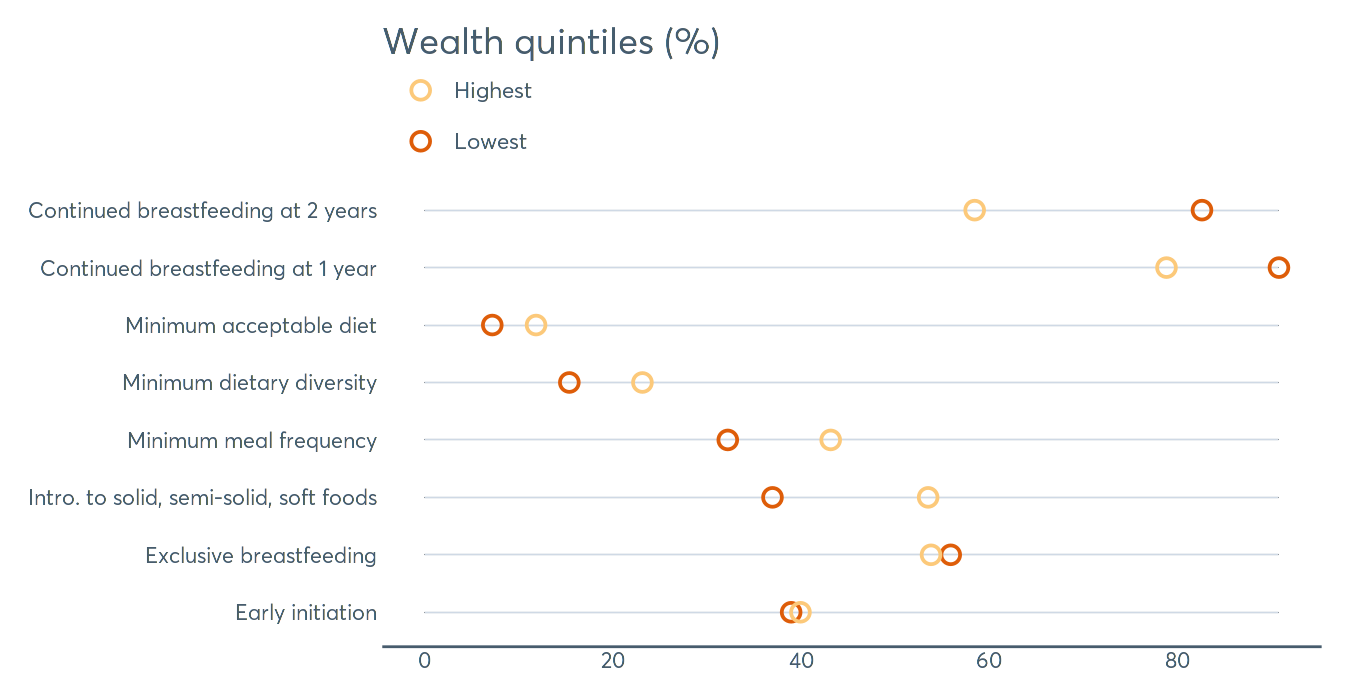 Wealth quintiles (%)
Highest
Lowest
Continued breastfeeding at 2 years
Continued breastfeeding at 1 year
Minimum acceptable diet
Minimum dietary diversity
Minimum meal frequency
Intro. to solid, semi-solid, soft foods
Exclusive breastfeeding
Early initiation
0 20 40 60 80